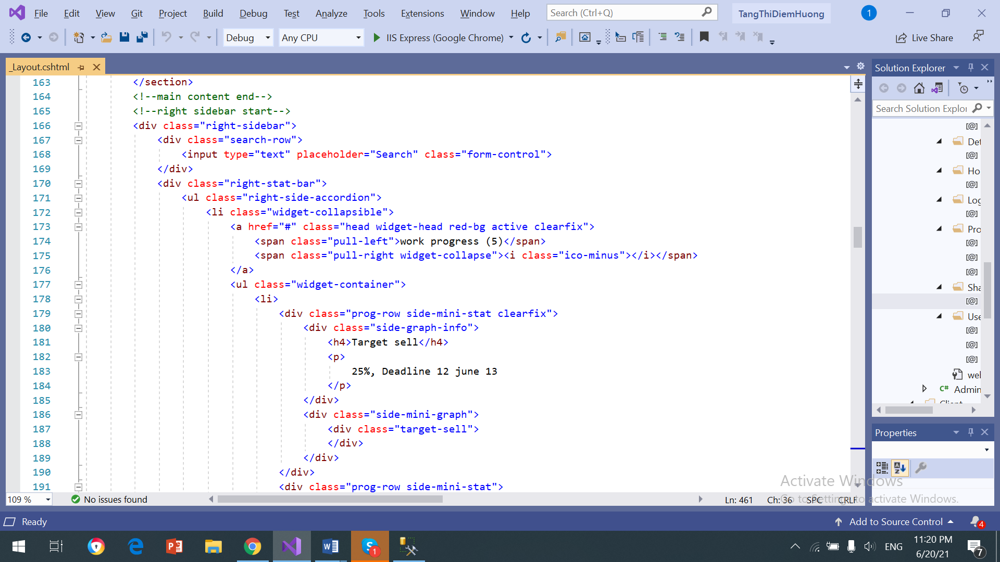 File Edit View Git Project Build Debug Test Analyze Tools Extensions Window Help Search (Ctrl+Q) TangThiDiemHuong 1
Debug Any CPU IIS Express (Google Chrome) Live Share
_Layout.cshtml
163 </section>
164 <!--main content end-->
165 <!--right sidebar start-->
166 <div class="right-sidebar">
167 <div class="search-row">
168 <input type="text" placeholder="Search" class="form-control">
169 </div>
170 <div class="right-stat-bar">
171 <ul class="right-side-accordion">
172 <li class="widget-collapsible">
173 <a href="#" class="head widget-head red-bg active clearfix">
174 <span class="pull-left">work progress (5)</span>
175 <span class="pull-right widget-collapse"><i class="ico-minus"></i></span>
176 </a>
177 <ul class="widget-container">
178 <li>
179 <div class="prog-row side-mini-stat clearfix">
180 <div class="side-graph-info">
181 <h4>Target sell</h4>
182 <p>
183 25%, Deadline 12 june 13
184 </p>
185 </div>
186 <div class="side-mini-graph">
187 <div class="target-sell">
188 </div>
189 </div>
190 </div>
191 <div class="prog-row side-mini-stat">
109 % No issues found Ln: 461 Ch: 36 SPC CRLF
Solution Explorer
Search Solution Explor
[@]
Det
[@]
Ho
[@]
Log
[@]
Pro
[@]
[@]
[@]
Sha
[@]
Use
[@]
[@]
[@]
wel
C# Admin
Client
Properties
Activate Windows
Go to Settings to activate Windows.
Ready Add to Source Control 4
1 ENG 11:20 PM
6/20/21 7